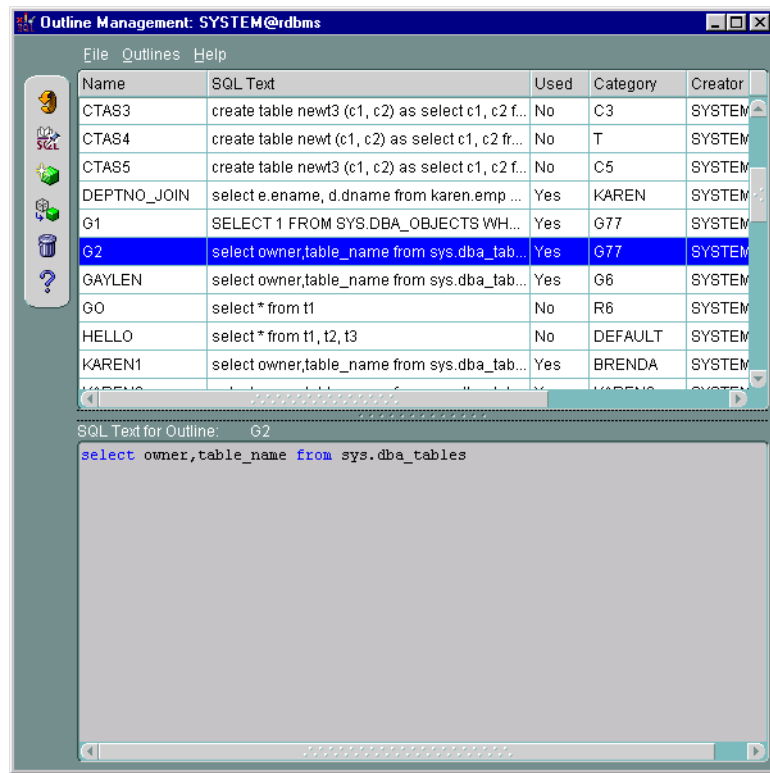 Outline Management: SYSTEM@rdbms
File Outlines Help
Name SQL Text Used Category Creator
CTAS3 create table newt3 (c1, c2) as select c1, c2 f... No C3 SYSTEM
CTAS4 create table newt (c1, c2) as select c1, c2 fr... No T SYSTEM
CTAS5 create table newt3 (c1, c2) as select c1, c2 f... No C5 SYSTEM
DEPTNO_JOIN select e.ename, d.dname from karen.emp ... Yes KAREN SYSTEM
G1 SELECT 1 FROM SYS.DBA_OBJECTS WH... Yes G77 SYSTEM
G2 select owner,table_name from sys.dba_tab... Yes G77 SYSTEM
GAYLEN select owner,table_name from sys.dba_tab... Yes G6 SYSTEM
GO select * from t1 No R6 SYSTEM
HELLO select * from t1, t2, t3 No DEFAULT SYSTEM
KAREN1 select owner,table_name from sys.dba_tab... Yes BRENDA SYSTEM
SQL Text for Outline: G2
select owner,table_name from sys.dba_tables